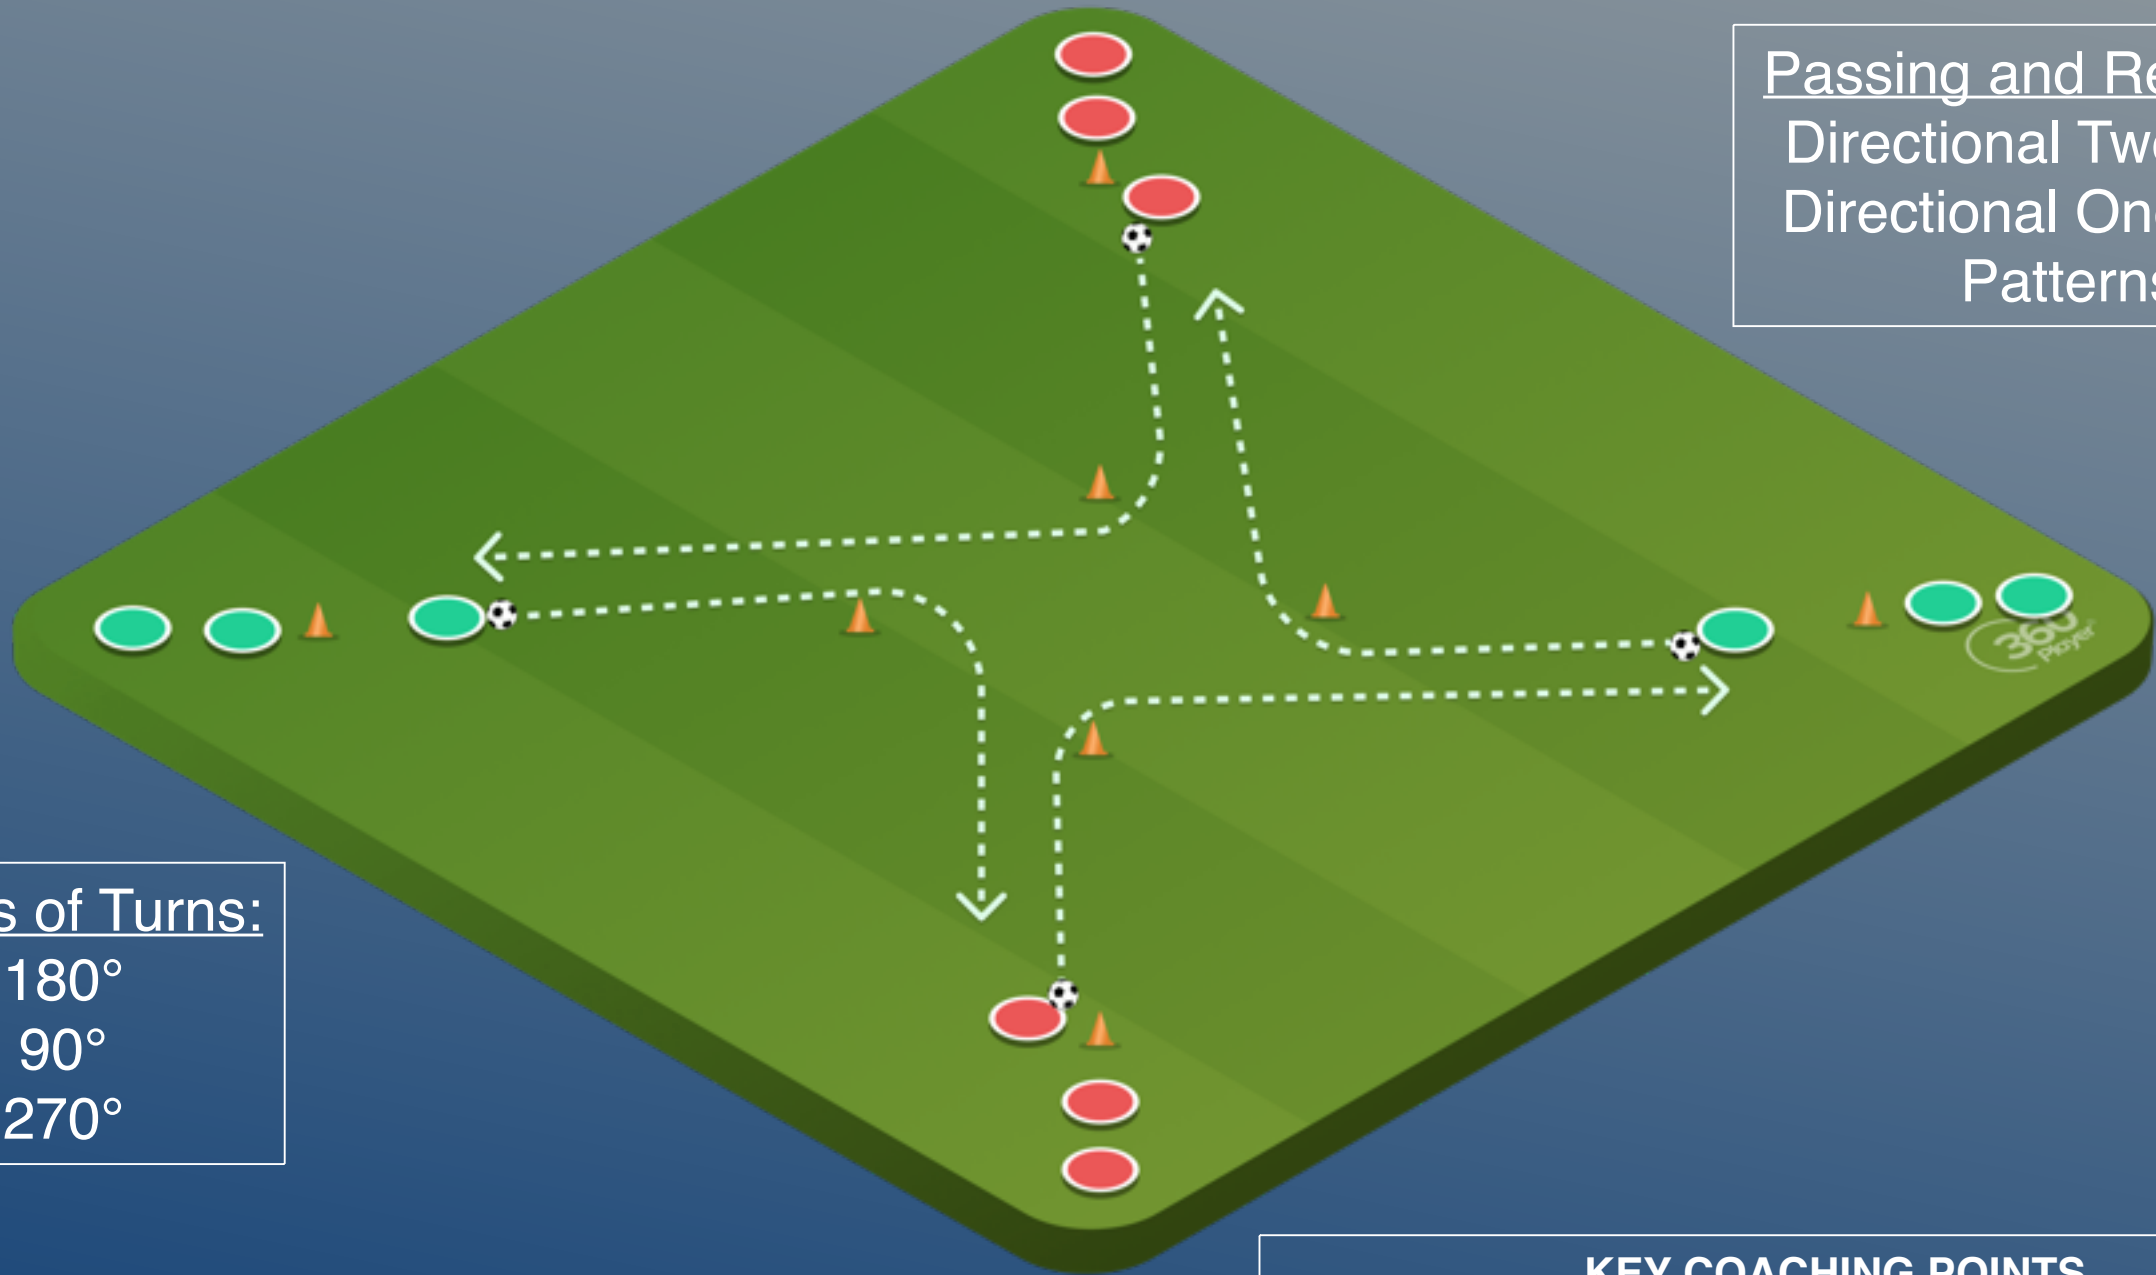 Passing and Re
Directional Tw
Directional On
Patterns
360
Player
s of Turns:
180°
90°
270°
KEY COACHING POINTS